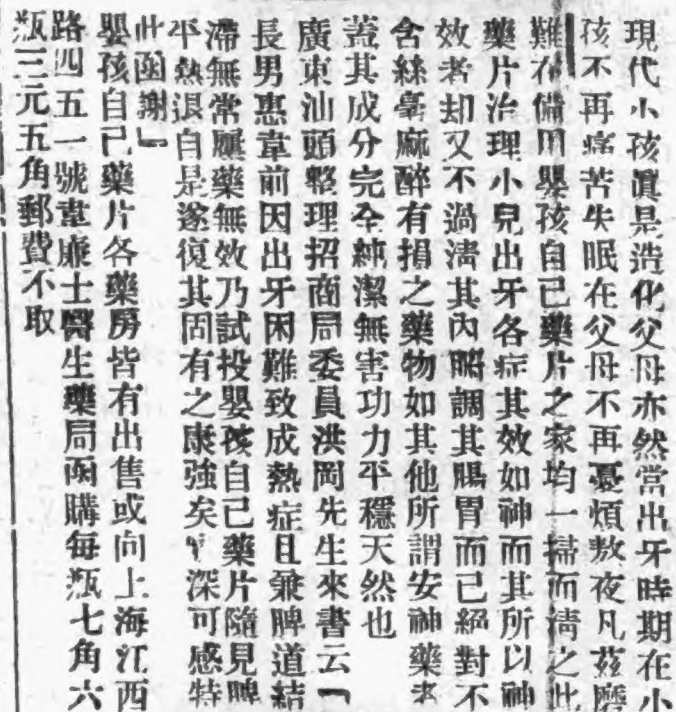 現代小孩眞是造化父母亦然當出牙時期在小
孩不再痛苦失眠在父母不再憂煩熬夜凡茲磨
難在備用嬰孩自己藥片之家均一掃而淸之此
藥片治理小兒出牙各症其效如神而其所以神
效者却又不過淸其內腸調其腸胃而已絕對不
含絲毫麻醉有損之藥物如其他所謂安神藥者
蓋其成分完全純潔無害功力平穩天然也
廣東汕頭整理招商局委員洪岡先生來書云「
長男惠韋前因出牙困難致成熱症且兼脾道結
滯無常屢藥無效乃試投嬰孩自己藥片隨見脾
平熱退自是遂復其固有之康強矣 深可感特
此函謝」
嬰孩自己藥片各藥房皆有出售或向上海江西
路四五一號韋廉士醫生藥局函購每瓶七角六
瓶三元五角郵費不取